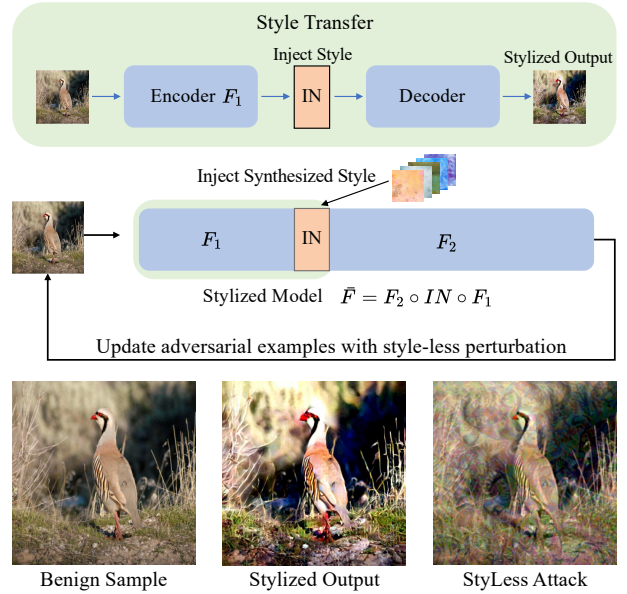 Style Transfer
Inject Style
Stylized Output
Encoder F₁
IN
Decoder
Inject Synthesized Style
F₁
IN
F₂
Stylized Model F̄ = F₂ ∘ IN ∘ F₁
Update adversarial examples with style-less perturbation
Benign Sample
Stylized Output
StyLess Attack